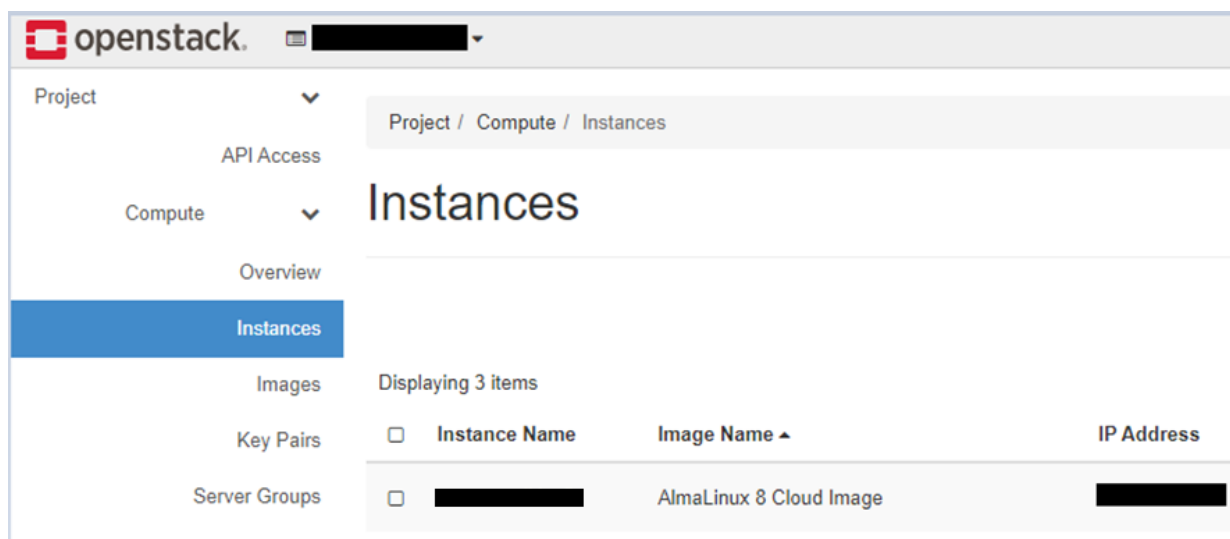 openstack.
Project
API Access
Compute
Overview
Instances
Images
Key Pairs
Server Groups
Project / Compute / Instances
Instances
Displaying 3 items
Instance Name Image Name IP Address
AlmaLinux 8 Cloud Image